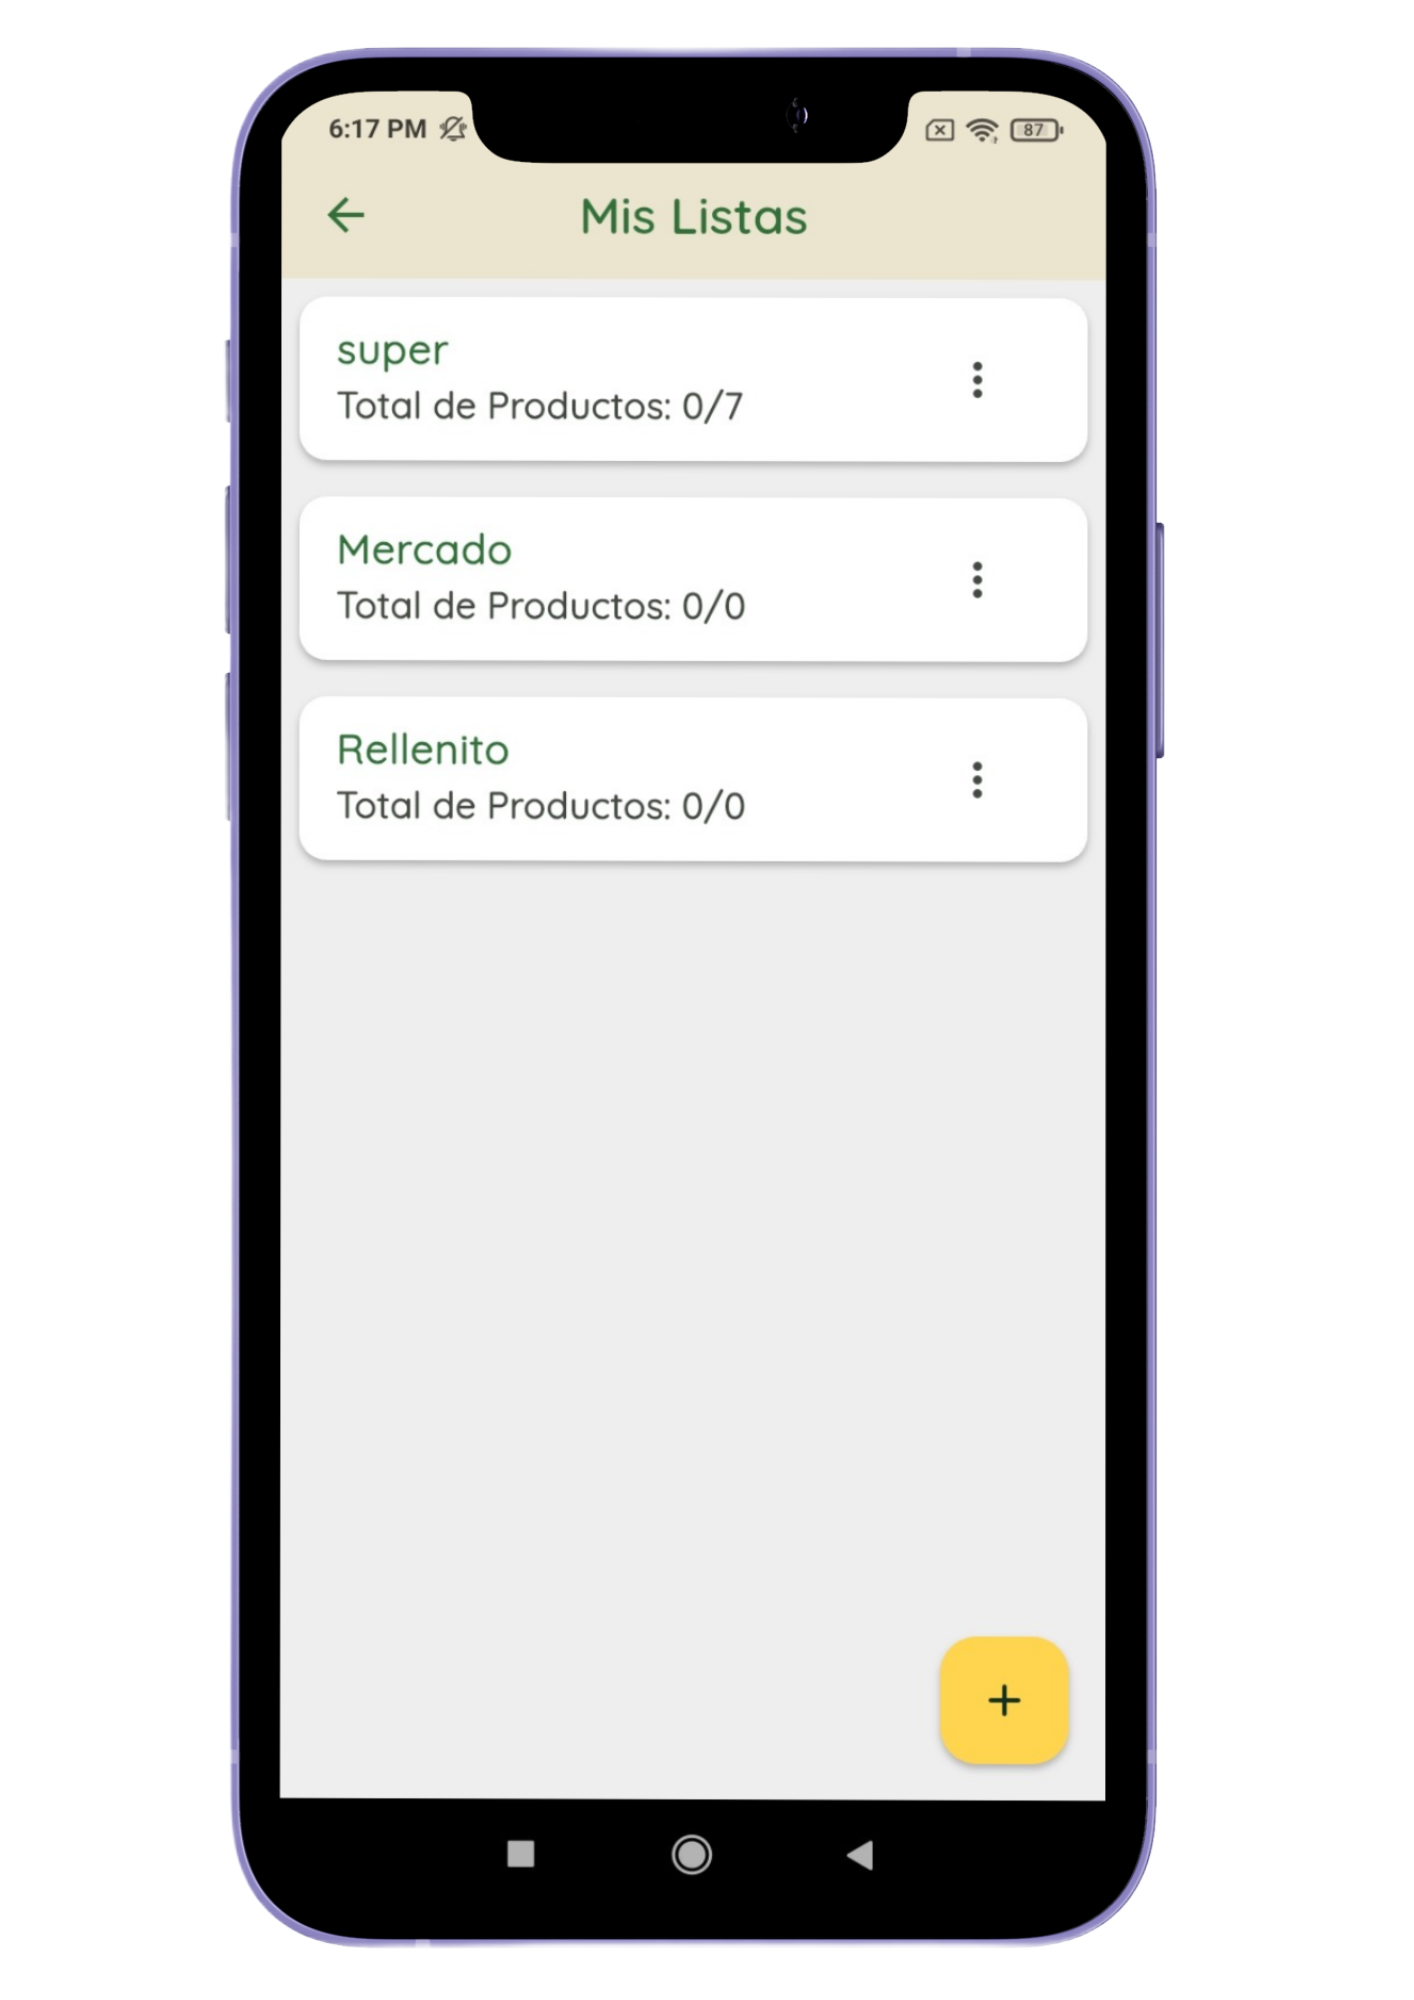 6:17 PM
87
Mis Listas
super
Total de Productos: 0/7
Mercado
Total de Productos: 0/0
Rellenito
Total de Productos: 0/0